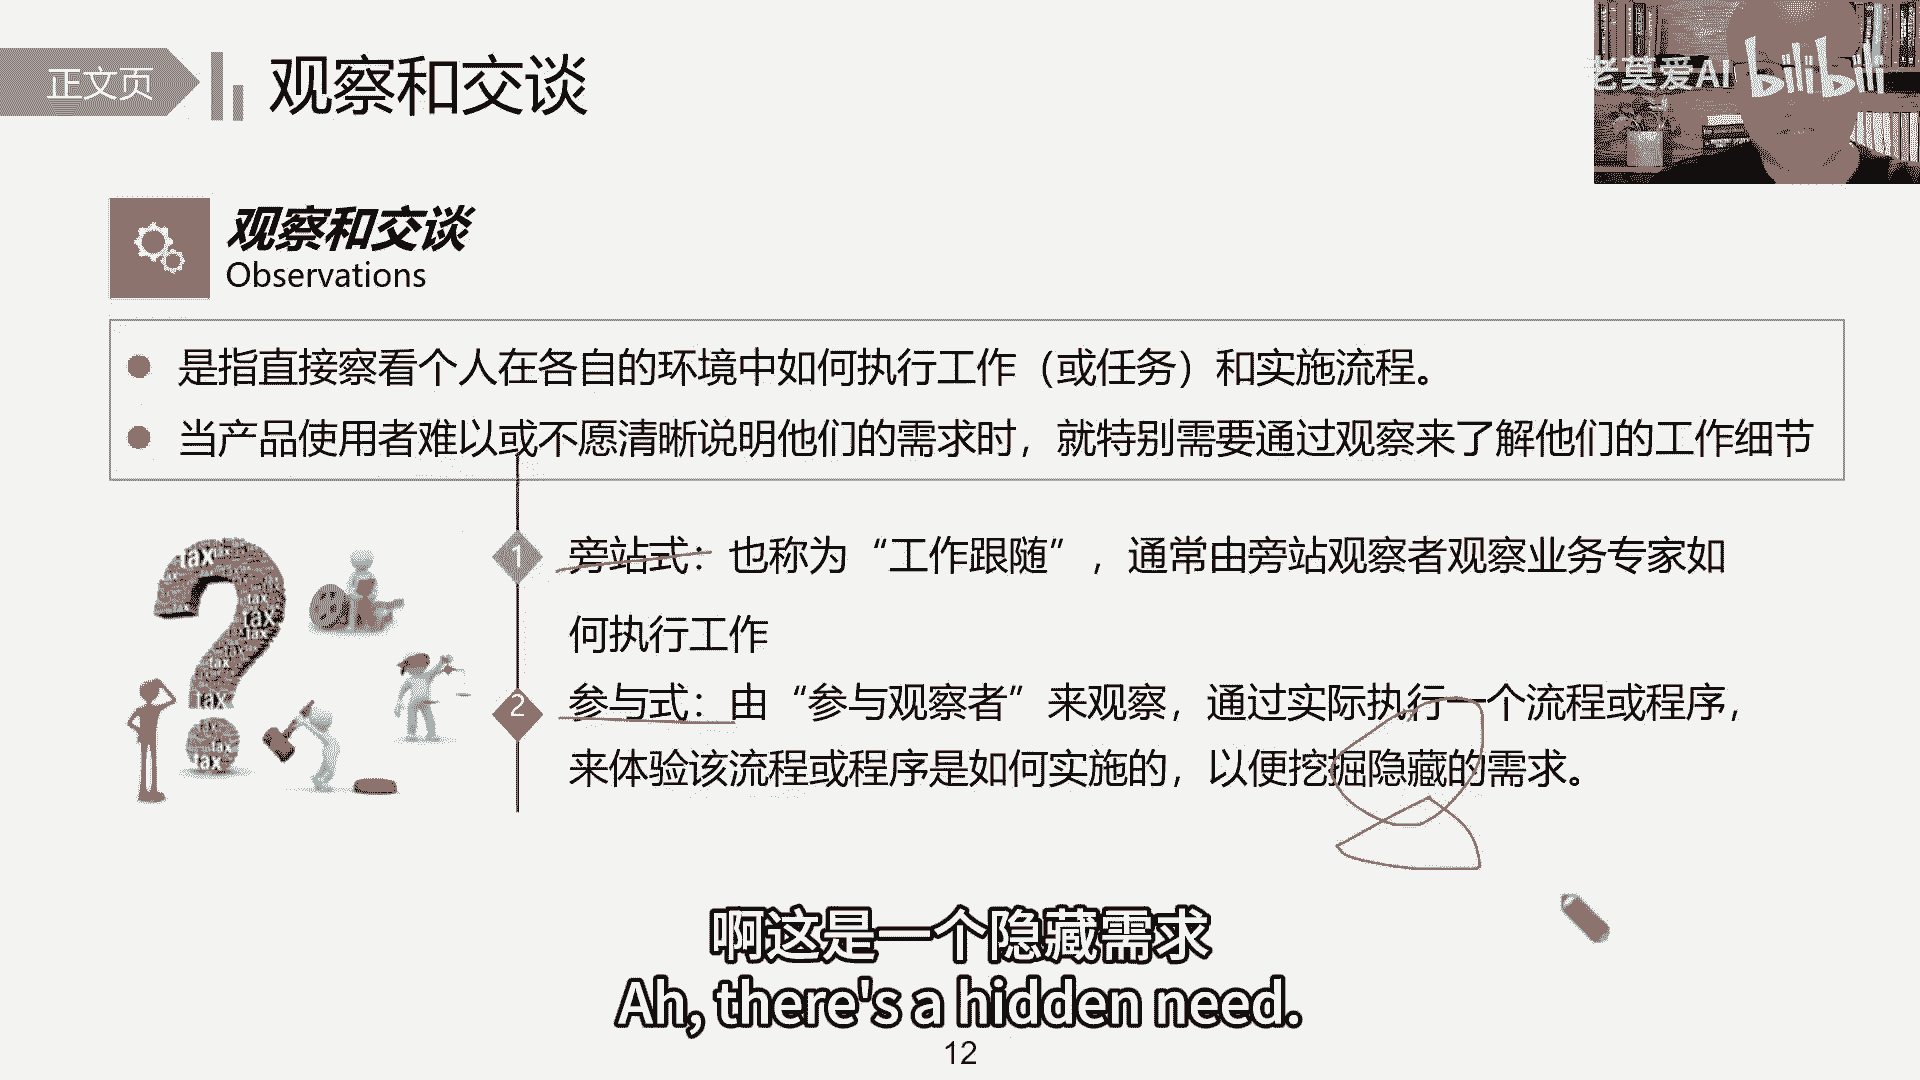 正文页
观察和交谈
老莫爱AI bilibili
观察和交谈
Observations
是指直接察看个人在各自的环境中如何执行工作（或任务）和实施流程。
当产品使用者难以或不愿清晰说明他们的需求时，就特别需要通过观察来了解他们的工作细节
1 旁站式：也称为“工作跟随”，通常由旁站观察者观察业务专家如
何执行工作
2 参与式：由“参与观察者”来观察，通过实际执行一个流程或程序，
来体验该流程或程序是如何实施的，以便挖掘隐藏的需求。
tax
tax
tax
tax
tax
tax
tax
tax
啊这是一个隐藏需求
Ah, there's a hidden need.
12